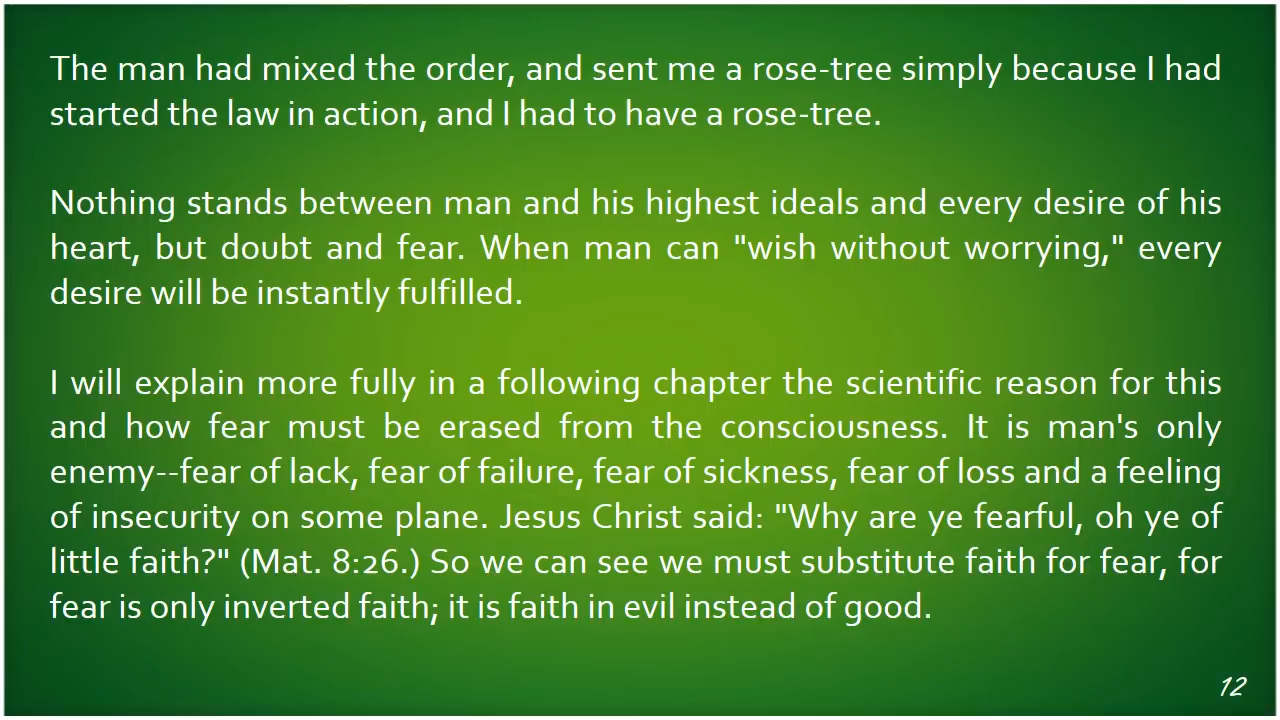 The man had mixed the order, and sent me a rose-tree simply because I had
started the law in action, and I had to have a rose-tree.
Nothing stands between man and his highest ideals and every desire of his
heart, but doubt and fear. When man can "wish without worrying," every
desire will be instantly fulfilled.
I will explain more fully in a following chapter the scientific reason for this
and how fear must be erased from the consciousness. It is man's only
enemy--fear of lack, fear of failure, fear of sickness, fear of loss and a feeling
of insecurity on some plane. Jesus Christ said: "Why are ye fearful, oh ye of
little faith?" (Mat. 8:26.) So we can see we must substitute faith for fear, for
fear is only inverted faith; it is faith in evil instead of good.
12